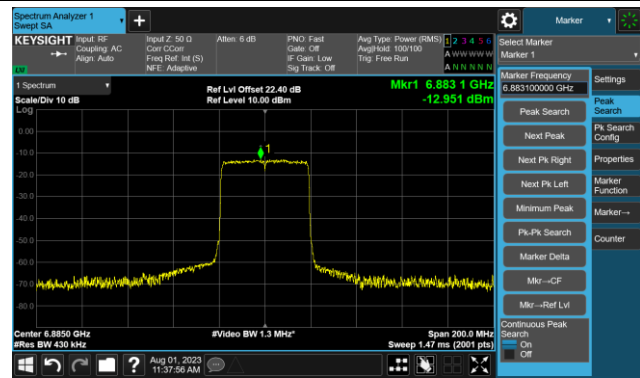 Spectrum Analyzer 1
Swept SA
+
Marker
KEYSIGHT
Input: RF
Coupling: AC
Align: Auto
Input Z: 50 Ω
Corr CCorr
Freq Ref: Int (S)
NFE: Adaptive
Atten: 6 dB
PNO: Fast
Gate: Off
IF Gain: Low
Sig Track: Off
Avg Type: Power (RMS)
Avg|Hold: 100/100
Trig: Free Run
1 2 3 4 5 6
A W W W W W
A N N N N N
LW
Select Marker
Marker 1
1 Spectrum
Scale/Div 10 dB
Log
Ref Lvl Offset 22.40 dB
Ref Level 10.00 dBm
Mkr1 6.883 1 GHz
-12.951 dBm
1
0.00
-10.0
-20.0
-30.0
-40.0
-50.0
-60.0
-70.0
-80.0
Center 6.8850 GHz
#Res BW 430 kHz
#Video BW 1.3 MHz*
Span 200.0 MHz
Sweep 1.47 ms (2001 pts)
Marker Frequency
6.883100000 GHz
Peak Search
Next Peak
Next Pk Right
Next Pk Left
Minimum Peak
Pk-Pk Search
Marker Delta
Mkr→CF
Mkr→Ref Lvl
Continuous Peak
Search
On
Off
Settings
Peak
Search
Pk Search
Config
Properties
Marker
Function
Marker→
Counter
?
Aug 01, 2023
11:37:56 AM